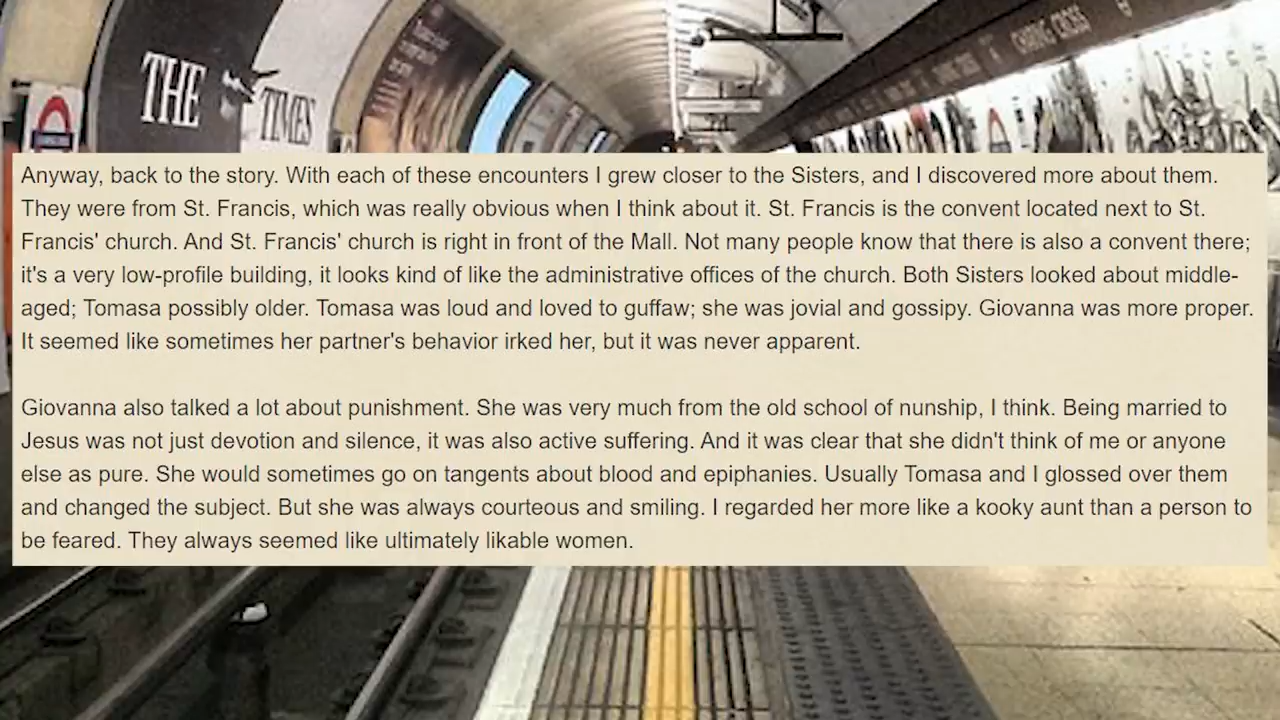 THE
TIMES
CHARING CROSS
Anyway, back to the story. With each of these encounters I grew closer to the Sisters, and I discovered more about them.
They were from St. Francis, which was really obvious when I think about it. St. Francis is the convent located next to St.
Francis' church. And St. Francis' church is right in front of the Mall. Not many people know that there is also a convent there;
it's a very low-profile building, it looks kind of like the administrative offices of the church. Both Sisters looked about middle-
aged; Tomasa possibly older. Tomasa was loud and loved to guffaw; she was jovial and gossipy. Giovanna was more proper.
It seemed like sometimes her partner's behavior irked her, but it was never apparent.
Giovanna also talked a lot about punishment. She was very much from the old school of nunship, I think. Being married to
Jesus was not just devotion and silence, it was also active suffering. And it was clear that she didn't think of me or anyone
else as pure. She would sometimes go on tangents about blood and epiphanies. Usually Tomasa and I glossed over them
and changed the subject. But she was always courteous and smiling. I regarded her more like a kooky aunt than a person to
be feared. They always seemed like ultimately likable women.